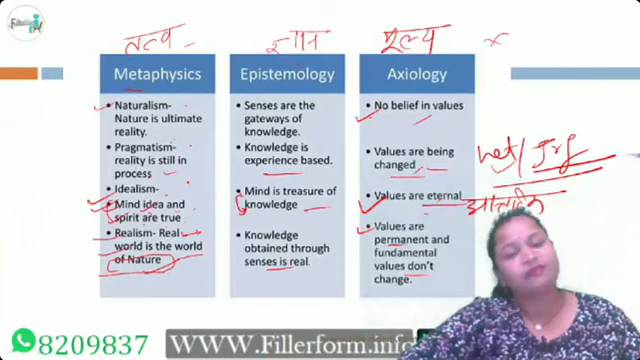 Fillerform
तत्व
ज्ञान
मूल्य
Metaphysics
• Naturalism-
Nature is ultimate
reality.
• Pragmatism-
reality is still in
process
• Idealism-
• Mind idea and
spirit are true
• Realism- Real
world is the world
of Nature
Epistemology
• Senses are the
gateways of
knowledge.
• Knowledge is
experience based.
• Mind is treasure of
knowledge
• Knowledge
obtained through
senses is real.
Axiology
• No belief in values
• Values are being
changed
• Values are eternal
• Values are
permanent and
fundamental
values don't
change.
Net/Jrf
8209837
WWW.Fillerform.info